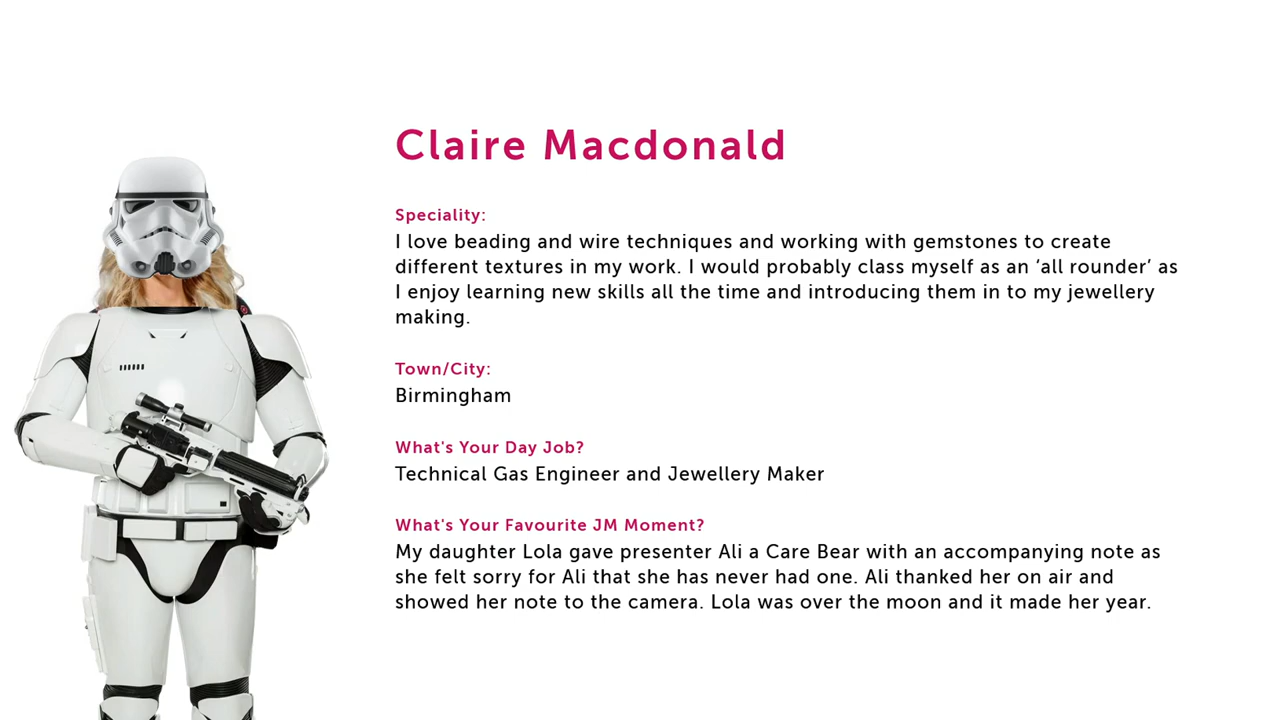 Claire Macdonald
Speciality:
I love beading and wire techniques and working with gemstones to create
different textures in my work. I would probably class myself as an ‘all rounder’ as
I enjoy learning new skills all the time and introducing them in to my jewellery
making.
Town/City:
Birmingham
What's Your Day Job?
Technical Gas Engineer and Jewellery Maker
What's Your Favourite JM Moment?
My daughter Lola gave presenter Ali a Care Bear with an accompanying note as
she felt sorry for Ali that she has never had one. Ali thanked her on air and
showed her note to the camera. Lola was over the moon and it made her year.